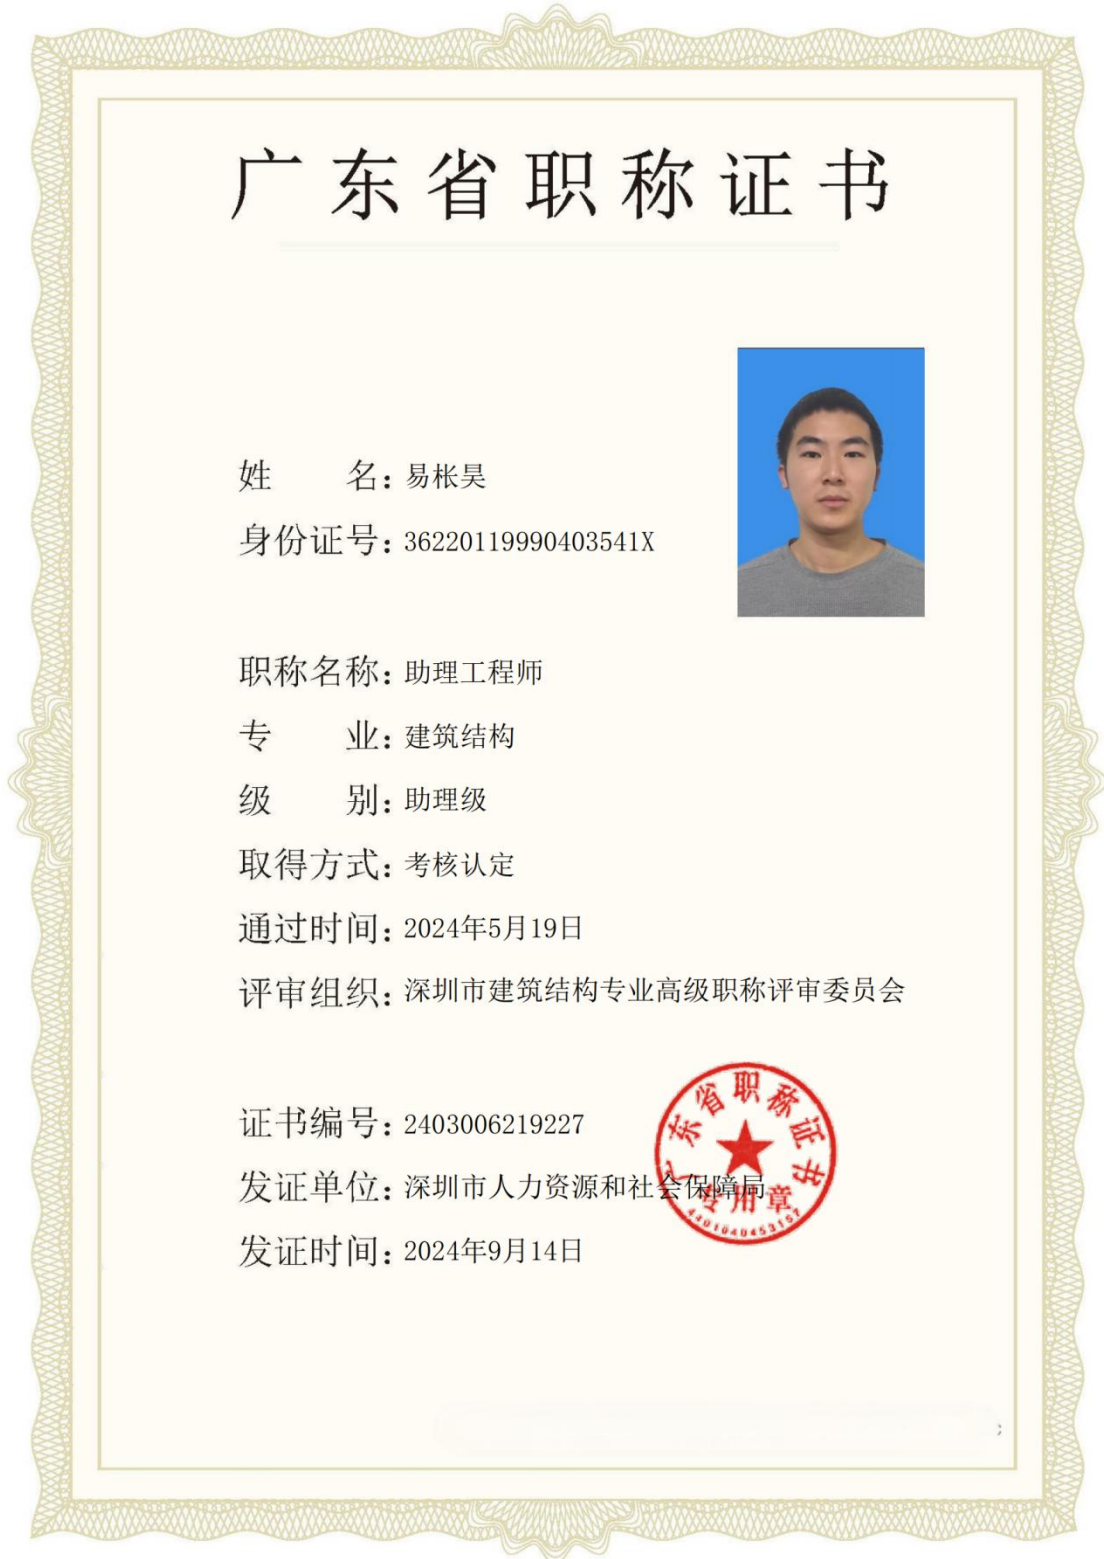 广东省职称证书
姓 名：易枨昊
身份证号：36220119990403541X
职称名称：助理工程师
专 业：建筑结构
级 别：助理级
取得方式：考核认定
通过时间：2024年5月19日
评审组织：深圳市建筑结构专业高级职称评审委员会
证书编号：2403006219227
发证单位：深圳市人力资源和社会保障局
发证时间：2024年9月14日
广东省职称证书
专用章
4401040453157